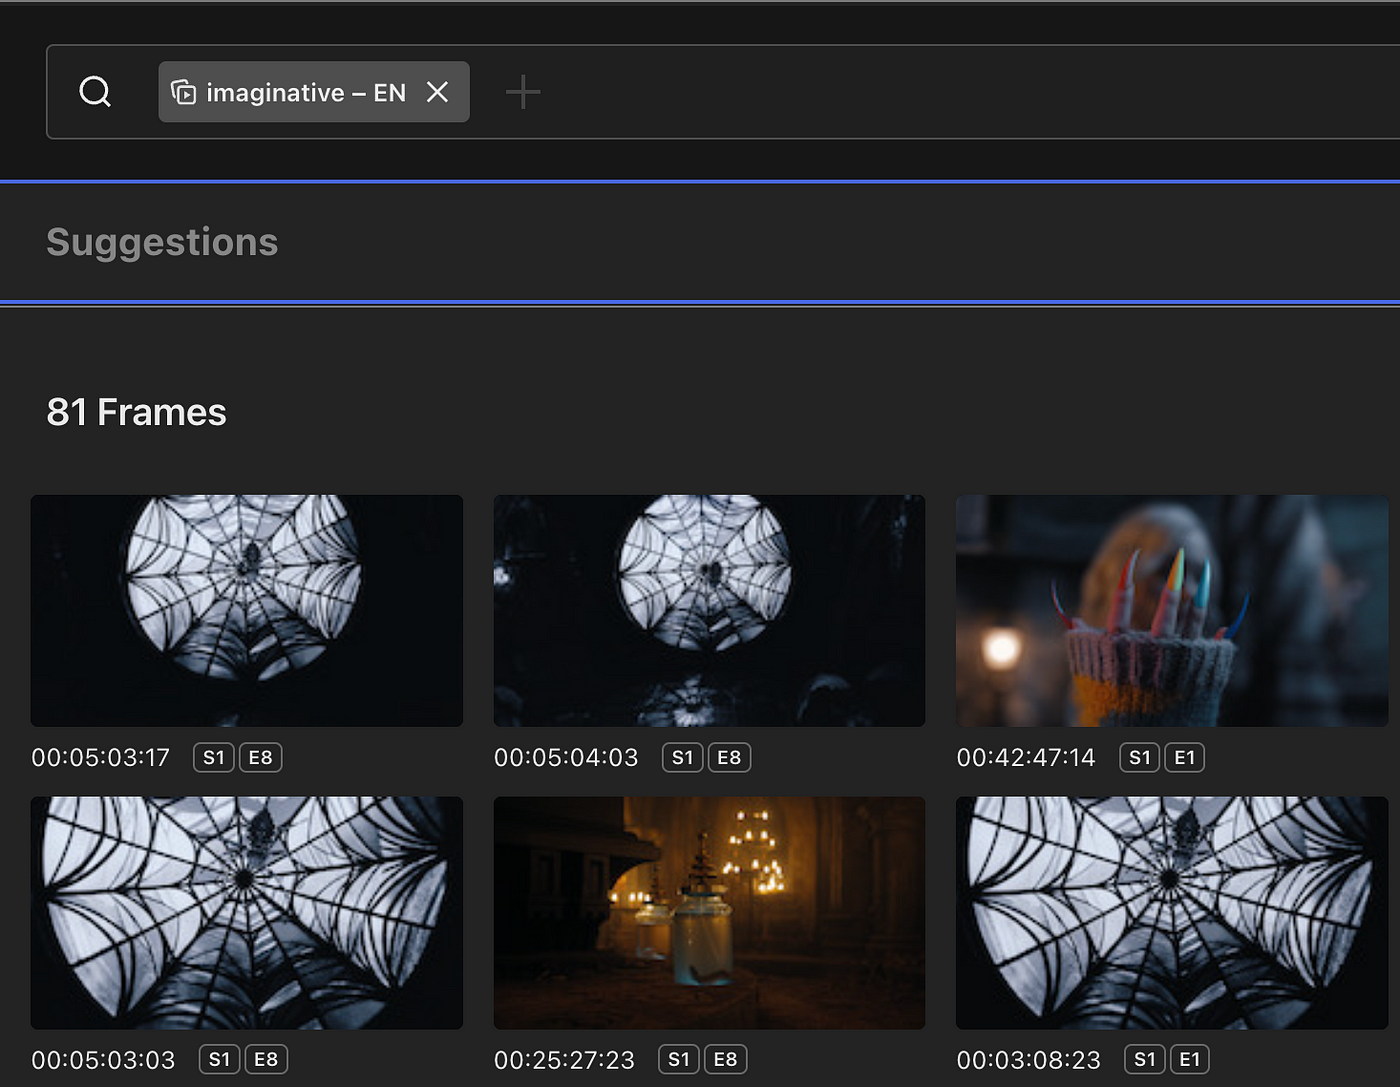 imaginative – EN
Suggestions
81 Frames
00:05:03:17 S1 E8
00:05:04:03 S1 E8
00:42:47:14 S1 E1
00:05:03:03 S1 E8
00:25:27:23 S1 E8
00:03:08:23 S1 E1